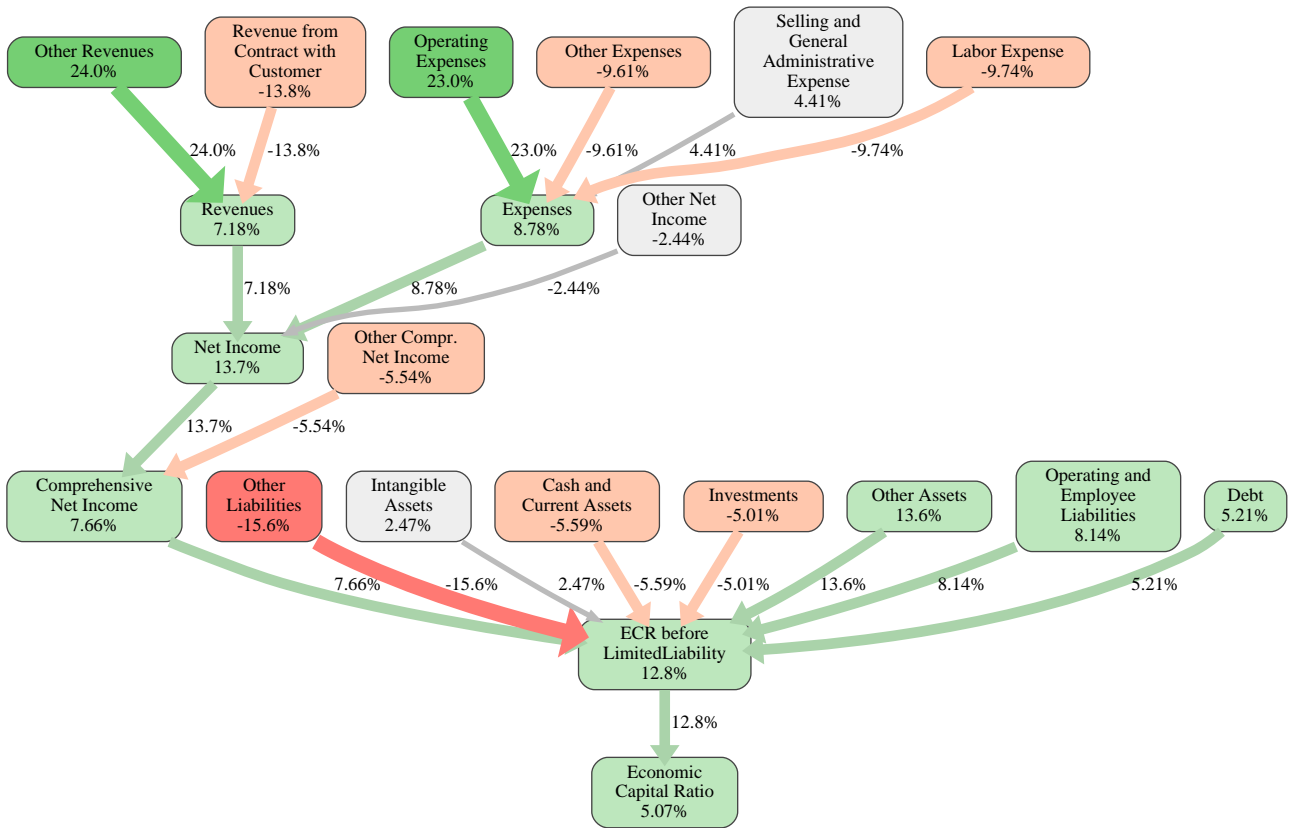 Other Revenues
24.0%
Revenue from
Contract with
Customer
-13.8%
Operating
Expenses
23.0%
Other Expenses
-9.61%
Selling and
General
Administrative
Expense
4.41%
Labor Expense
-9.74%
24.0%
-13.8%
23.0%
-9.61%
4.41%
-9.74%
Revenues
7.18%
Expenses
8.78%
Other Net
Income
-2.44%
7.18%
8.78%
-2.44%
Net Income
13.7%
Other Compr.
Net Income
-5.54%
13.7%
-5.54%
Comprehensive
Net Income
7.66%
Other
Liabilities
-15.6%
Intangible
Assets
2.47%
Cash and
Current Assets
-5.59%
Investments
-5.01%
Other Assets
13.6%
Operating and
Employee
Liabilities
8.14%
Debt
5.21%
7.66%
-15.6%
2.47%
-5.59%
-5.01%
13.6%
8.14%
5.21%
ECR before
LimitedLiability
12.8%
12.8%
Economic
Capital Ratio
5.07%